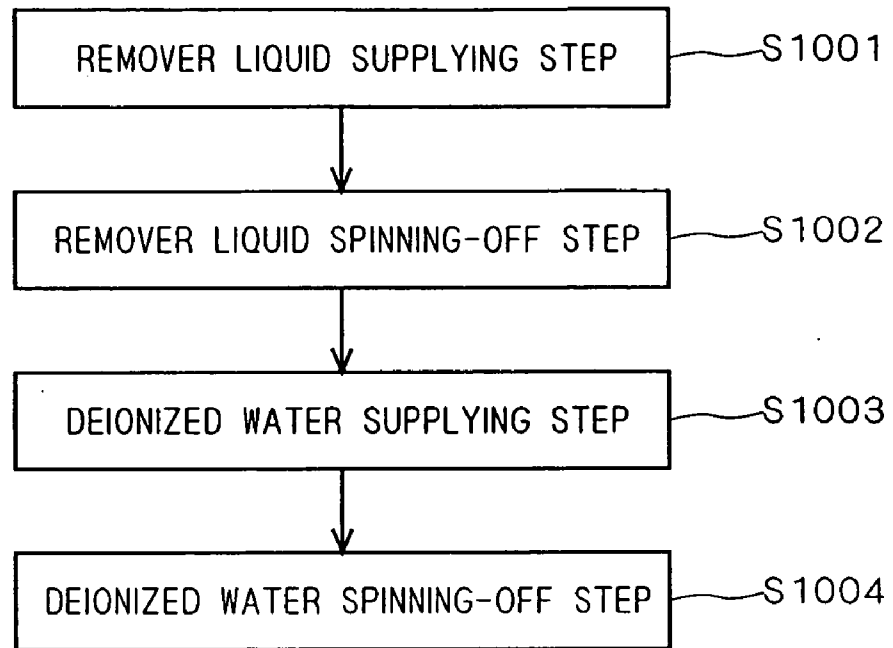 REMOVER LIQUID SUPPLYING STEP S1001
REMOVER LIQUID SPINNING-OFF STEP S1002
DEIONIZED WATER SUPPLYING STEP S1003
DEIONIZED WATER SPINNING-OFF STEP S1004